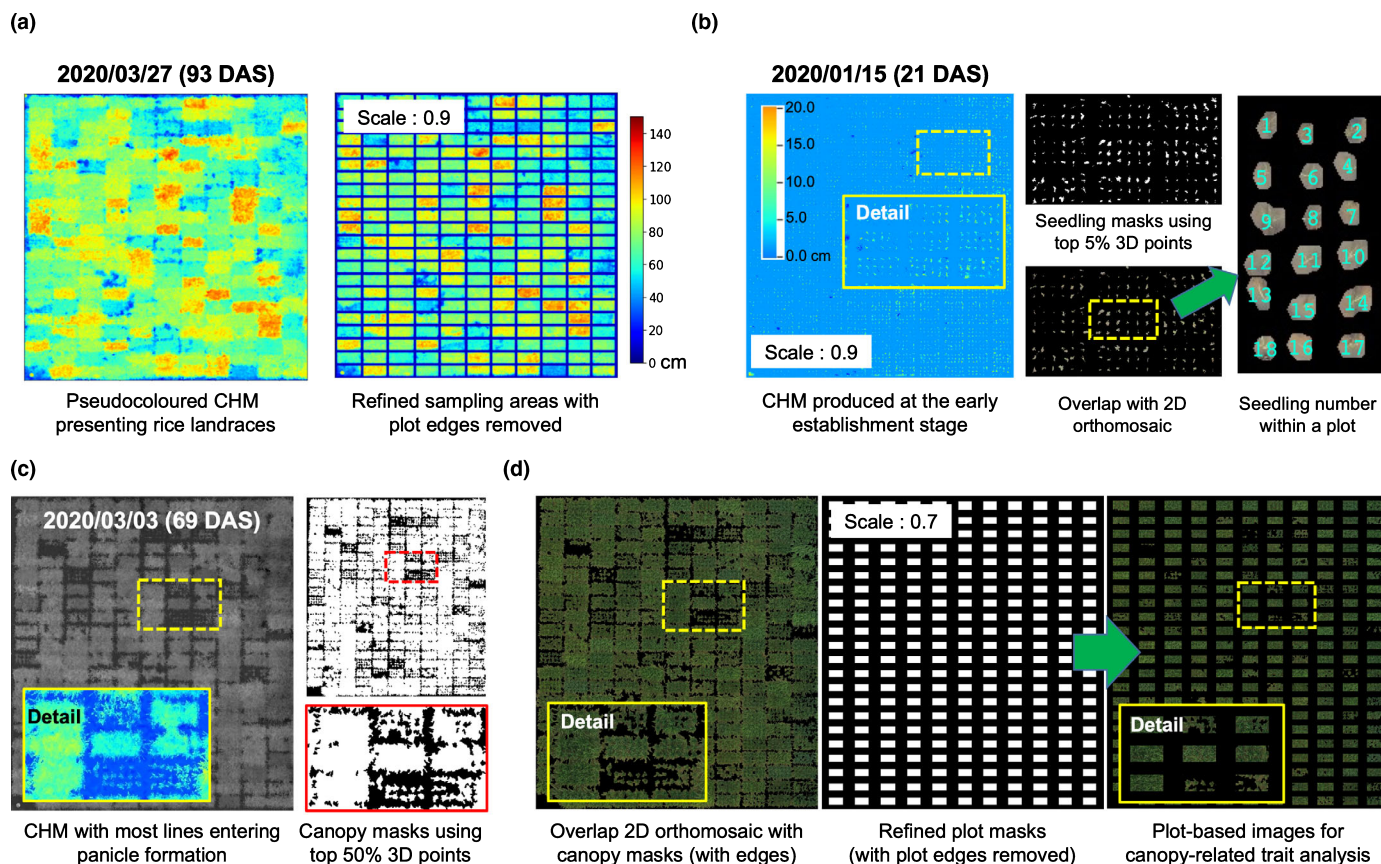 (a)
2020/03/27 (93 DAS)
Scale : 0.9
140
120
100
80
60
40
20
0 cm
Pseudocoloured CHM
presenting rice landraces
Refined sampling areas with
plot edges removed
(b)
2020/01/15 (21 DAS)
20.0
15.0
10.0
5.0
0.0 cm
Detail
Scale : 0.9
CHM produced at the early
establishment stage
Seedling masks using
top 5% 3D points
Overlap with 2D
orthomosaic
1
3
2
5
6
4
9
8
7
12
11
10
13
15
14
18
16
17
Seedling number
within a plot
(c)
2020/03/03 (69 DAS)
Detail
CHM with most lines entering
panicle formation
Canopy masks using
top 50% 3D points
(d)
Detail
Overlap 2D orthomosaic with
canopy masks (with edges)
Scale : 0.7
Refined plot masks
(with plot edges removed)
Detail
Plot-based images for
canopy-related trait analysis